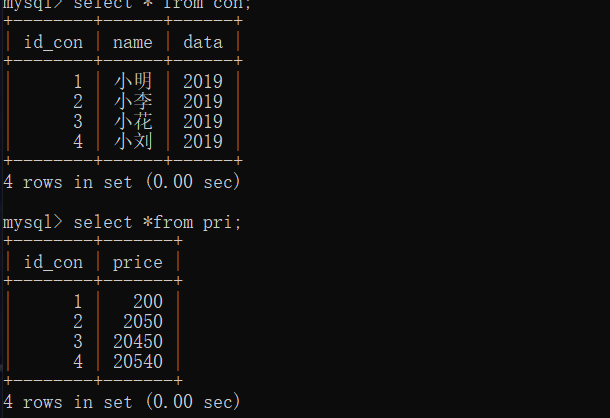 mysql> select * from con;
+--------+------+------+
| id_con | name | data |
+--------+------+------+
|      1 | 小明 | 2019 |
|      2 | 小李 | 2019 |
|      3 | 小花 | 2019 |
|      4 | 小刘 | 2019 |
+--------+------+------+
4 rows in set (0.00 sec)

mysql> select *from pri;
+--------+-------+
| id_con | price |
+--------+-------+
|      1 |   200 |
|      2 |  2050 |
|      3 | 20450 |
|      4 | 20540 |
+--------+-------+
4 rows in set (0.00 sec)